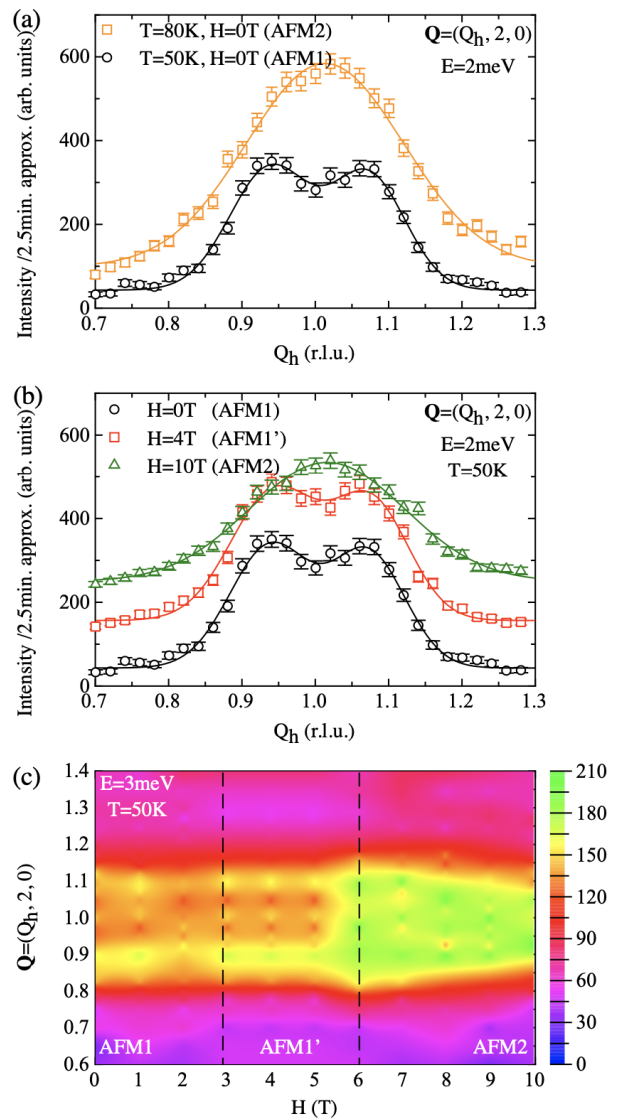 (a)
T=80K, H=0T (AFM2)
T=50K, H=0T (AFM1)
Q=(Qh, 2, 0)
E=2meV
Intensity /2.5min. approx. (arb. units)
600
400
200
0
0.7 0.8 0.9 1.0 1.1 1.2 1.3
Qh (r.l.u.)
(b)
H=0T (AFM1)
H=4T (AFM1’)
H=10T (AFM2)
Q=(Qh, 2, 0)
E=2meV
T=50K
Intensity /2.5min. approx. (arb. units)
600
400
200
0
0.7 0.8 0.9 1.0 1.1 1.2 1.3
Qh (r.l.u.)
(c)
E=3meV
T=50K
Q=(Qh, 2, 0)
1.4
1.3
1.2
1.1
1.0
0.9
0.8
0.7
0.6
AFM1 AFM1’ AFM2
0 1 2 3 4 5 6 7 8 9 10
H (T)
210
180
150
120
90
60
30
0